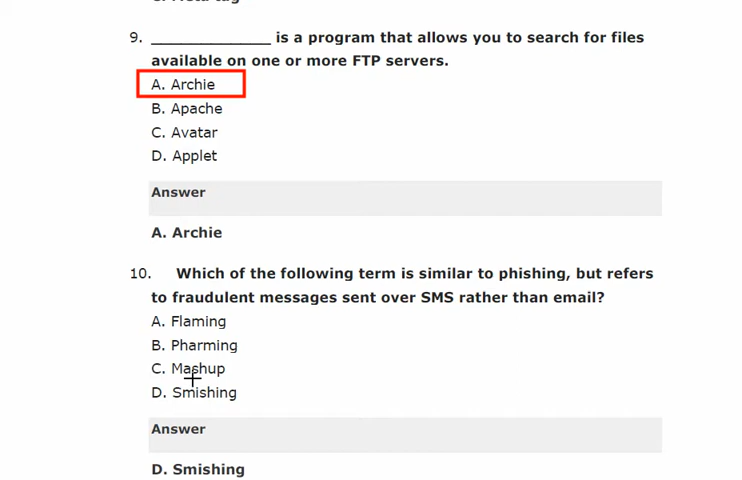 9. _____________ is a program that allows you to search for files
available on one or more FTP servers.
A. Archie
B. Apache
C. Avatar
D. Applet
Answer
A. Archie
10. Which of the following term is similar to phishing, but refers
to fraudulent messages sent over SMS rather than email?
A. Flaming
B. Pharming
C. Mashup
D. Smishing
Answer
D. Smishing